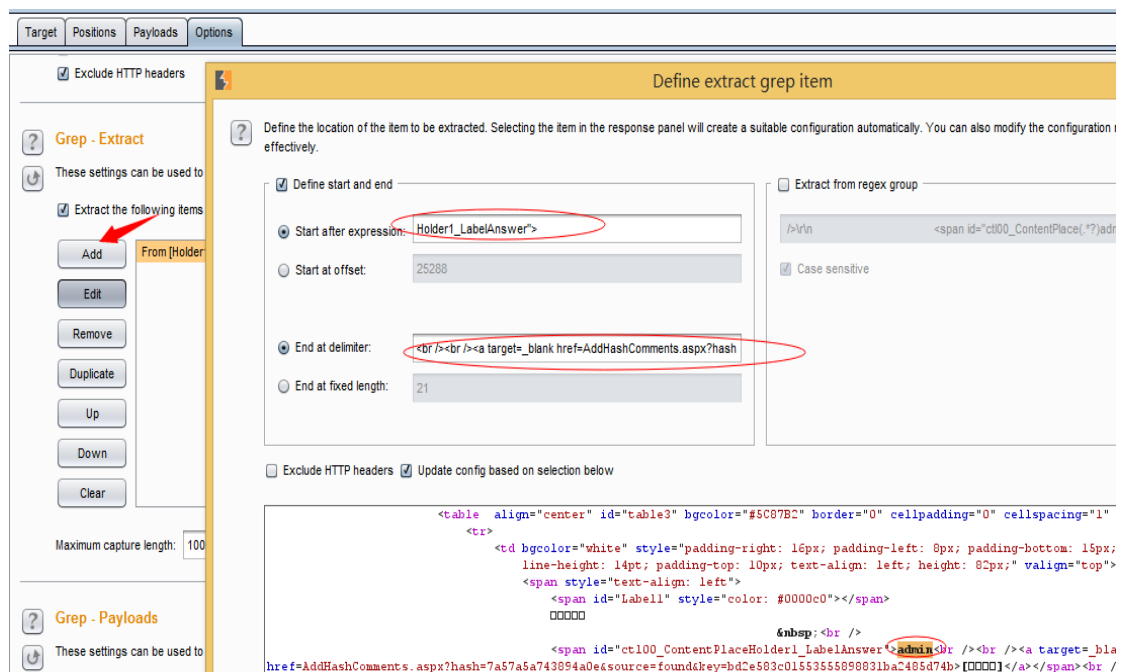 Target Positions Payloads Options
Exclude HTTP headers
Define extract grep item
Define the location of the item to be extracted. Selecting the item in the response panel will create a suitable configuration automatically. You can also modify the configuration
effectively.
Grep - Extract
These settings can be used to
Extract the following items
Add
Edit
Remove
Duplicate
Up
Down
Clear
From [Holder
Maximum capture length: 100
Grep - Payloads
These settings can be used to
Define start and end
Start after expression: Holder1_LabelAnswer">
Start at offset: 25288
End at delimiter: <br /><br /><a target=_blank href=AddHashComments.aspx?hash
End at fixed length: 21
Extract from regex group
/>\r\n <span id="ctl00_ContentPlace(.*?)adn
Case sensitive
Exclude HTTP headers Update config based on selection below
<table align="center" id="table3" bgcolor="#5C87B2" border="0" cellpadding="0" cellspacing="1"
<tr>
<td bgcolor="white" style="padding-right: 16px; padding-left: 8px; padding-bottom: 15px;
line-height: 14pt; padding-top: 10px; text-align: left; height: 82px;" valign="top">
<span style="text-align: left">
<span id="Label1" style="color: #0000c0"></span>
□□□□□
&nbsp;<br />
<span id="ctl00_ContentPlaceHolder1_LabelAnswer">admin<br /><br /><a target=_bla
href=AddHashComments.aspx?hash=7a57a5a743894a0e&source=found&key=bd2e583c01553555898831ba2485d74b>[□□□□]</a></span><br /